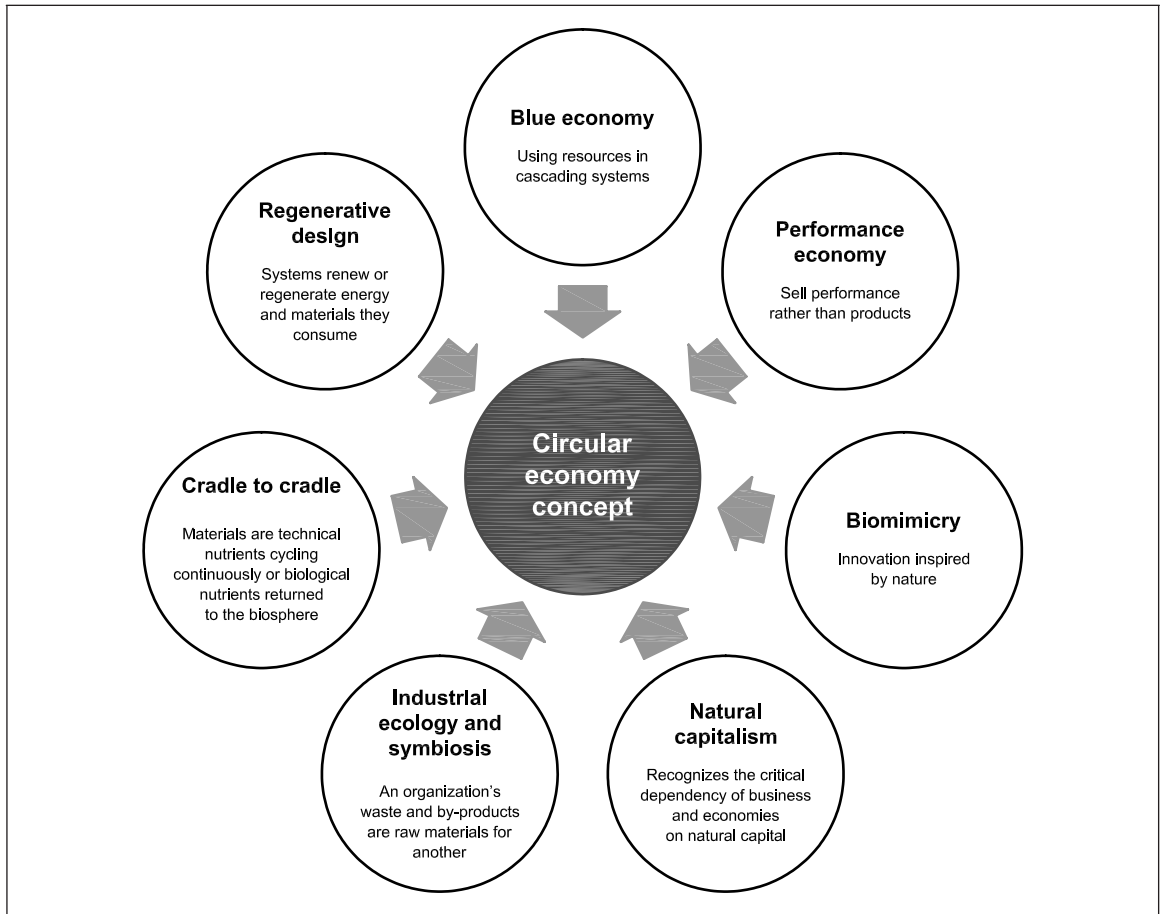 Blue economy
Using resources in
cascading systems
Performance
economy
Sell performance
rather than products
Biomimicry
Innovation inspired
by nature
Natural
capitalism
Recognizes the critical
dependency of business
and economies
on natural capital
Industrial
ecology and
symbiosis
An organization’s
waste and by-products
are raw materials for
another
Cradle to cradle
Materials are technical
nutrients cycling
continuously or biological
nutrients returned
to the biosphere
Regenerative
design
Systems renew or
regenerate energy
and materials they
consume
Circular
economy
concept